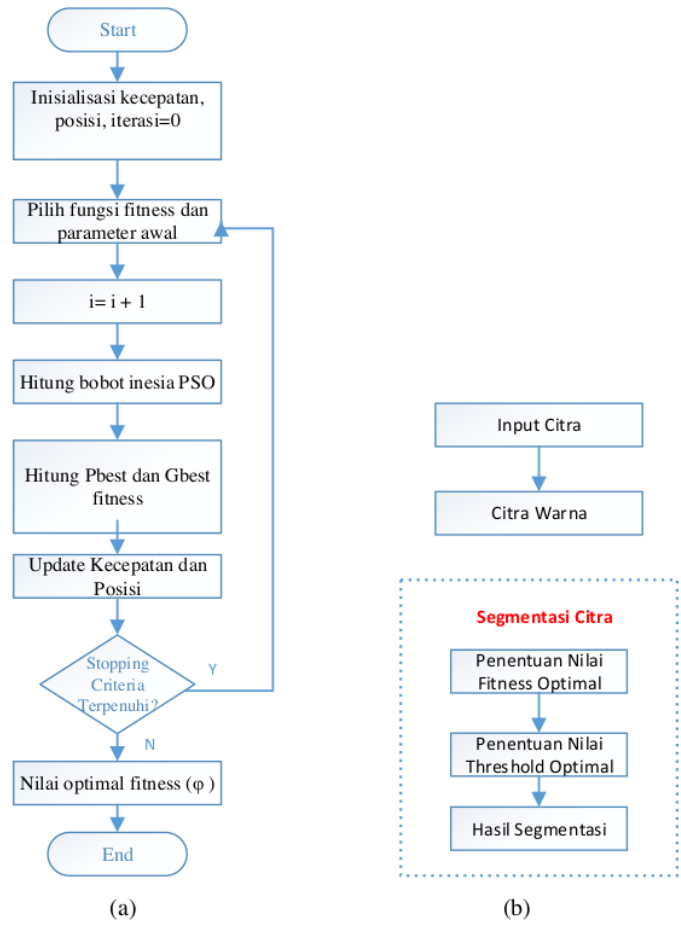 Start
Inisialisasi kecepatan,
posisi, iterasi=0
Pilih fungsi fitness dan
parameter awal
i= i + 1
Hitung bobot inesia PSO
Hitung Pbest dan Gbest
fitness
Update Kecepatan dan
Posisi
Stopping
Criteria
Terpenuhi?
Y
N
Nilai optimal fitness (φ )
End
(a)
Input Citra
Citra Warna
Segmentasi Citra
Penentuan Nilai
Fitness Optimal
Penentuan Nilai
Threshold Optimal
Hasil Segmentasi
(b)